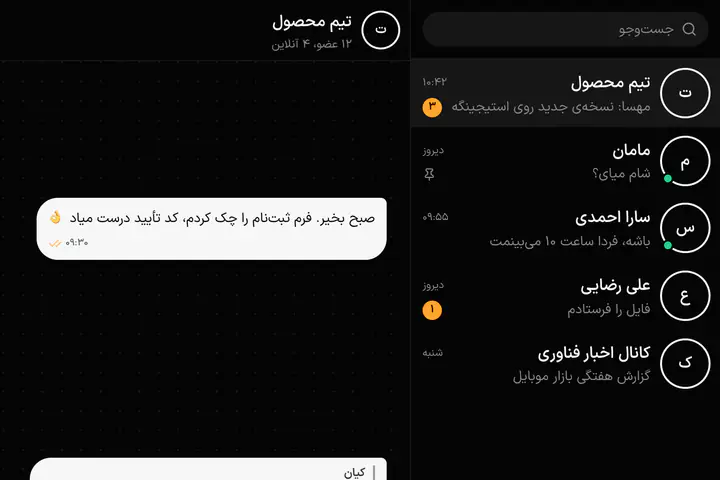 جست‌وجو
ت
تیم محصول
۱۰:۴۲
مهسا: نسخه‌ی جدید روی استیجینگه
۳
م
مامان
دیروز
شام میای؟
س
سارا احمدی
۰۹:۵۵
باشه، فردا ساعت ۱۰ می‌بینمت
ع
علی رضایی
دیروز
فایل را فرستادم
۱
ک
کانال اخبار فناوری
شنبه
گزارش هفتگی بازار موبایل
ت
تیم محصول
۱۲ عضو، ۴ آنلاین
صبح بخیر. فرم ثبت‌نام را چک کردم، کد تأیید درست میاد 👌
۰۹:۳۰
کیان